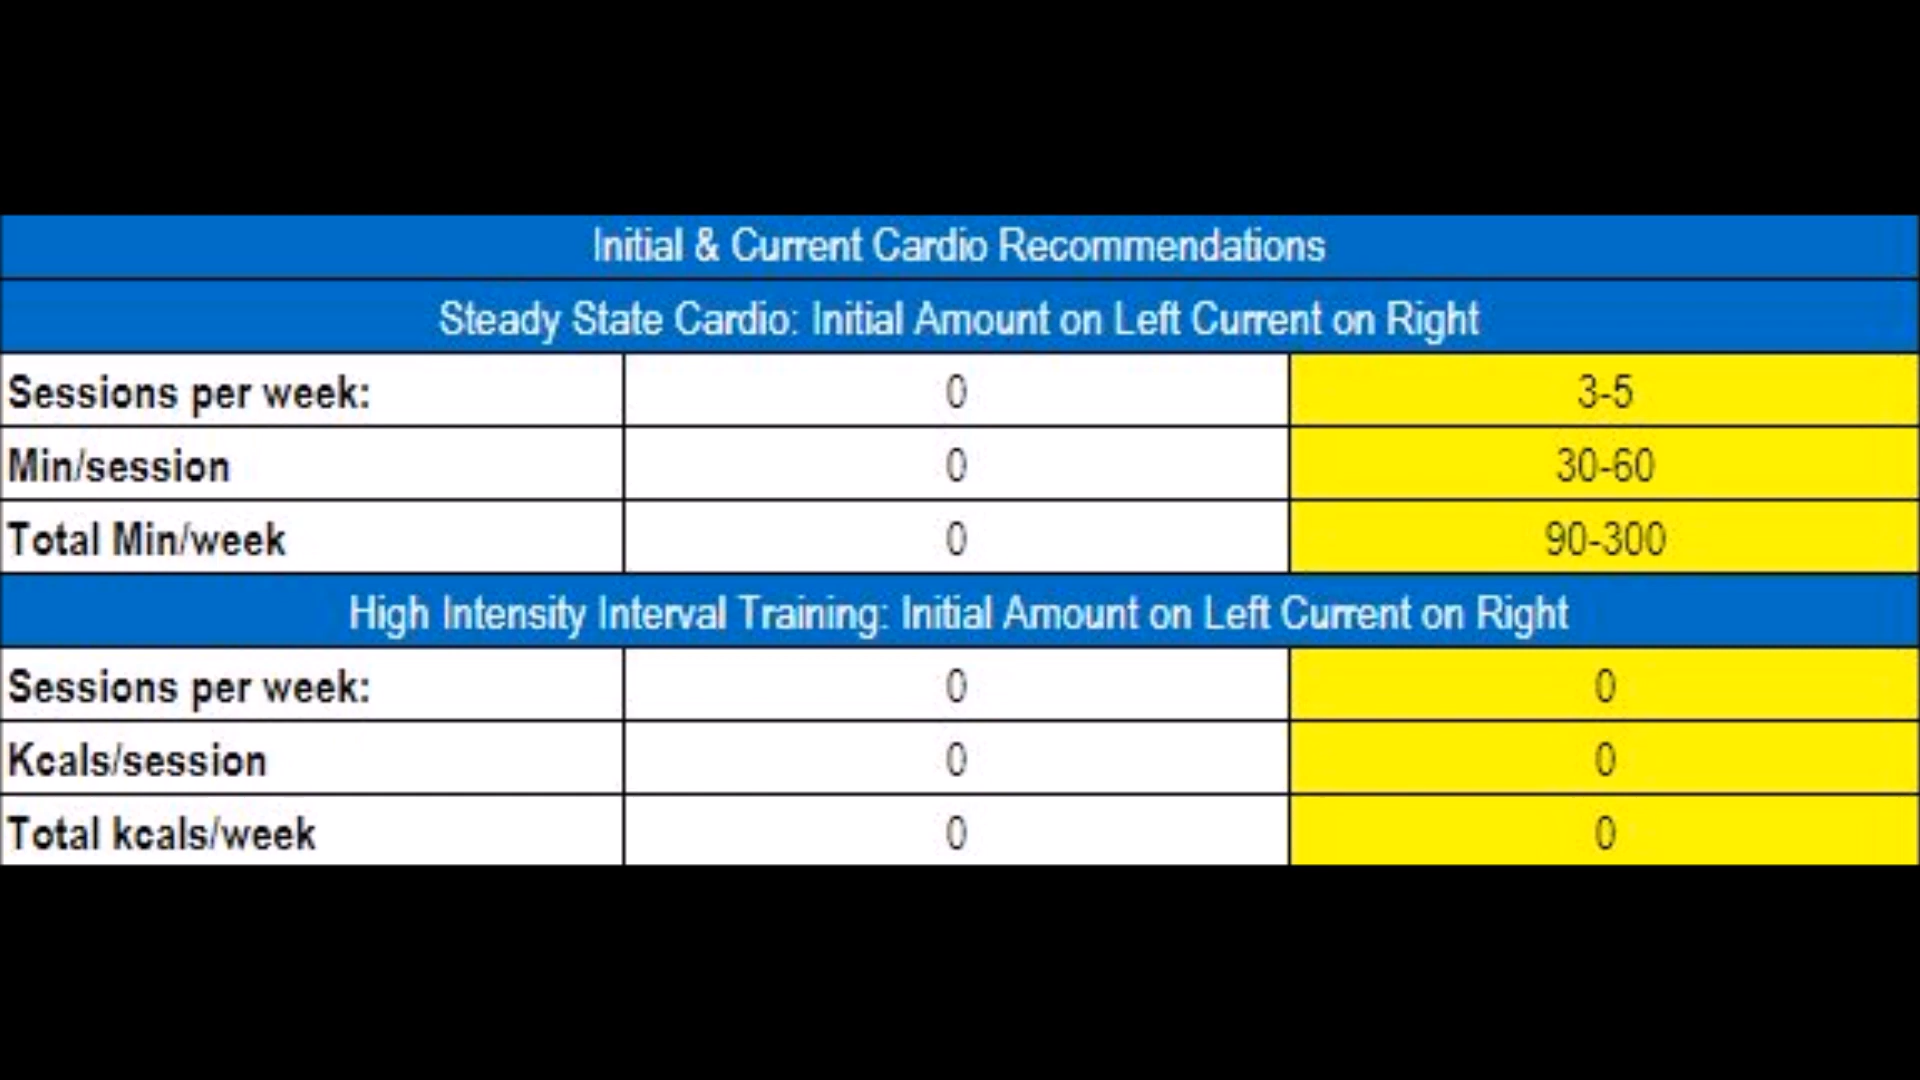 Initial & Current Cardio Recommendations
Steady State Cardio: Initial Amount on Left Current on Right
Sessions per week: 0 3-5
Min/session 0 30-60
Total Min/week 0 90-300
High Intensity Interval Training: Initial Amount on Left Current on Right
Sessions per week: 0 0
Kcals/session 0 0
Total kcals/week 0 0